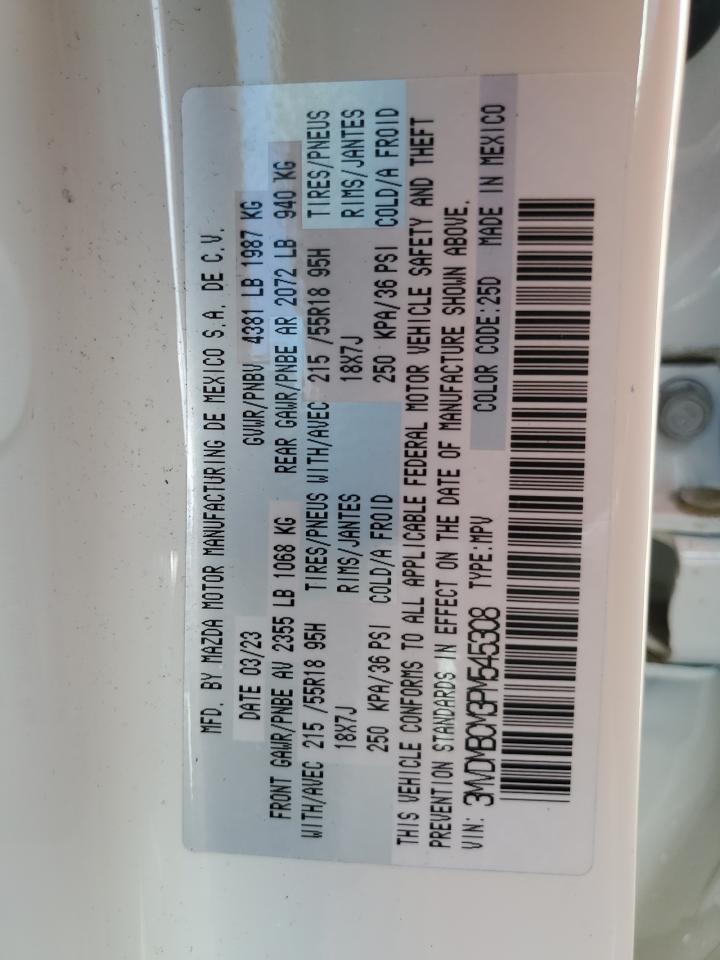 MFD. BY MAZDA MOTOR MANUFACTURING DE MEXICO S.A. DE C.V.
DATE 03/23 GVWR/PNBV 4381 LB 1987 KG
FRONT GAWR/PNBE AV 2355 LB 1068 KG REAR GAWR/PNBE AR 2072 LB 940 KG
WITH/AVEC 215 /55R18 95H TIRES/PNEUS WITH/AVEC 215 /55R18 95H TIRES/PNEUS
18X7J RIMS/JANTES 18X7J RIMS/JANTES
250 KPA/36 PSI COLD/A FROID 250 KPA/36 PSI COLD/A FROID
THIS VEHICLE CONFORMS TO ALL APPLICABLE FEDERAL MOTOR VEHICLE SAFETY AND THEFT
PREVENTION STANDARDS IN EFFECT ON THE DATE OF MANUFACTURE SHOWN ABOVE.
VIN: 3MVDMBCM3PM545308 TYPE:MPV COLOR CODE:25D MADE IN MEXICO